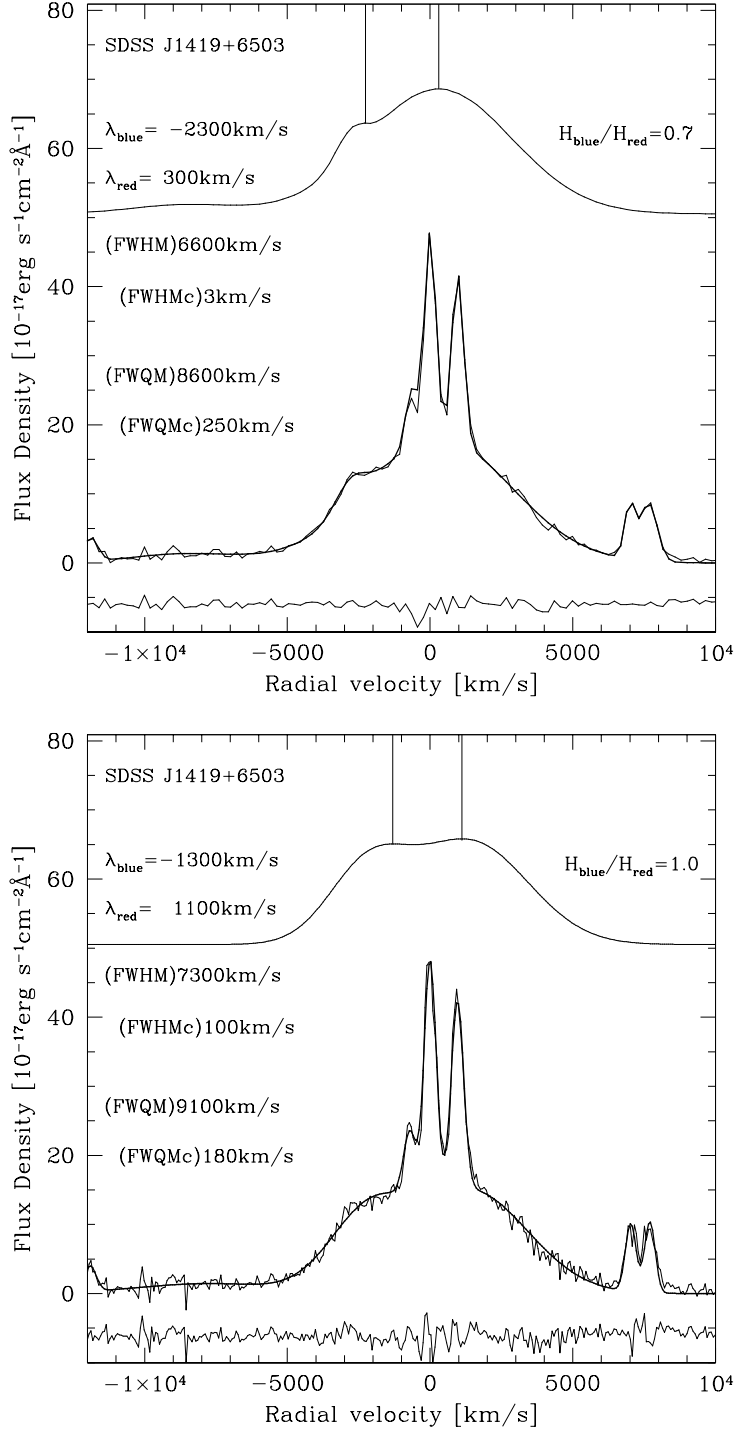 80
SDSS J1419+6503
λblue= −2300km/s
Hblue/Hred=0.7
60
λred= 300km/s
(FWHM)6600km/s
40
(FWHMc)3km/s
(FWQM)8600km/s
20
(FWQMc)250km/s
0
Flux Density [10⁻¹⁷erg s⁻¹cm⁻²Å⁻¹]
−1×10⁴ −5000 0 5000 10⁴
Radial velocity [km/s]
80
SDSS J1419+6503
λblue=−1300km/s
Hblue/Hred=1.0
60
λred= 1100km/s
(FWHM)7300km/s
40
(FWHMc)100km/s
(FWQM)9100km/s
20
(FWQMc)180km/s
0
Flux Density [10⁻¹⁷erg s⁻¹cm⁻²Å⁻¹]
−1×10⁴ −5000 0 5000 10⁴
Radial velocity [km/s]